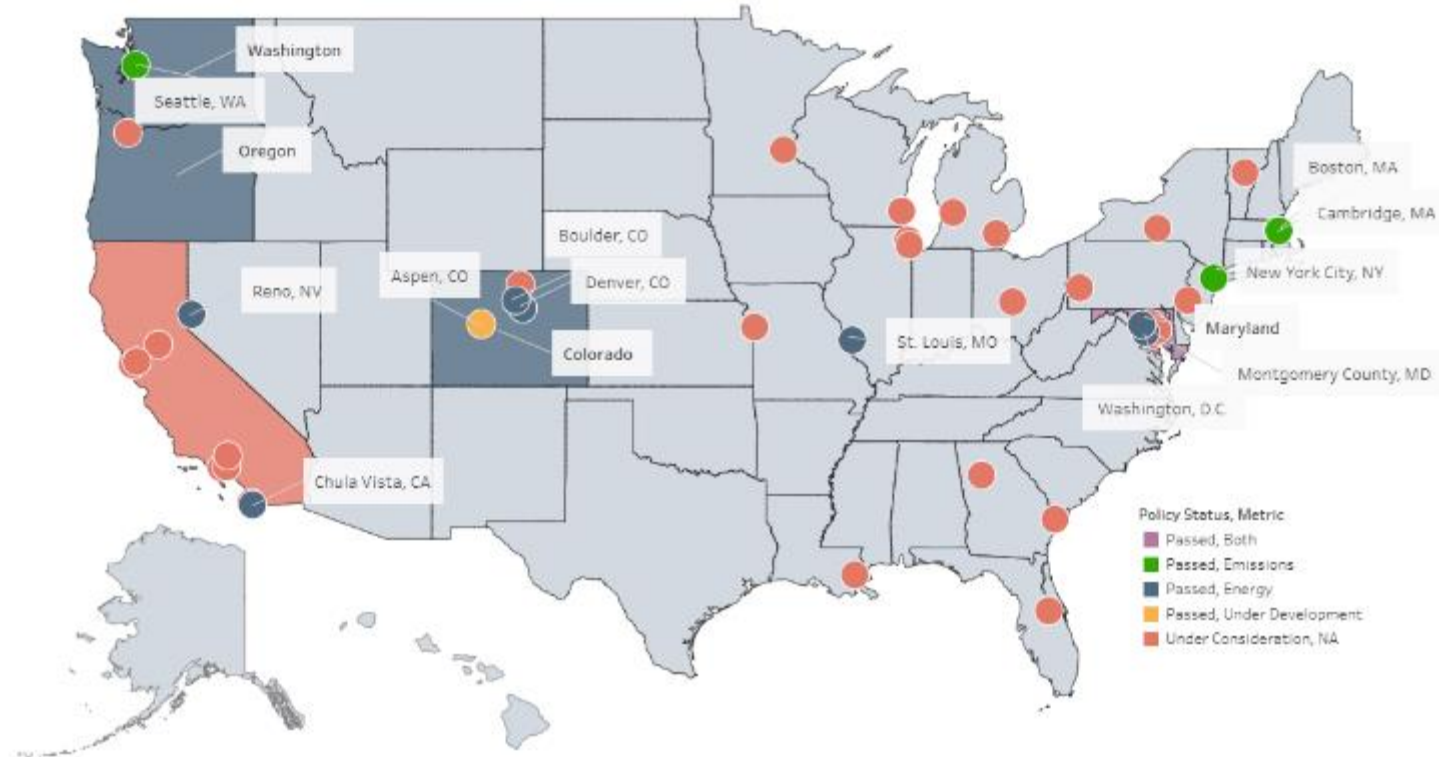 Washington
Seattle, WA
Oregon
Boston, MA
Cambridge, MA
Boulder, CO
Aspen, CO
Denver, CO
New York City, NY
Reno, NV
Maryland
St. Louis, MO
Colorado
Montgomery County, MD
Washington, D.C.
Chula Vista, CA
Policy Status, Metric
Passed, Both
Passed, Emissions
Passed, Energy
Passed, Under Development
Under Consideration, NA